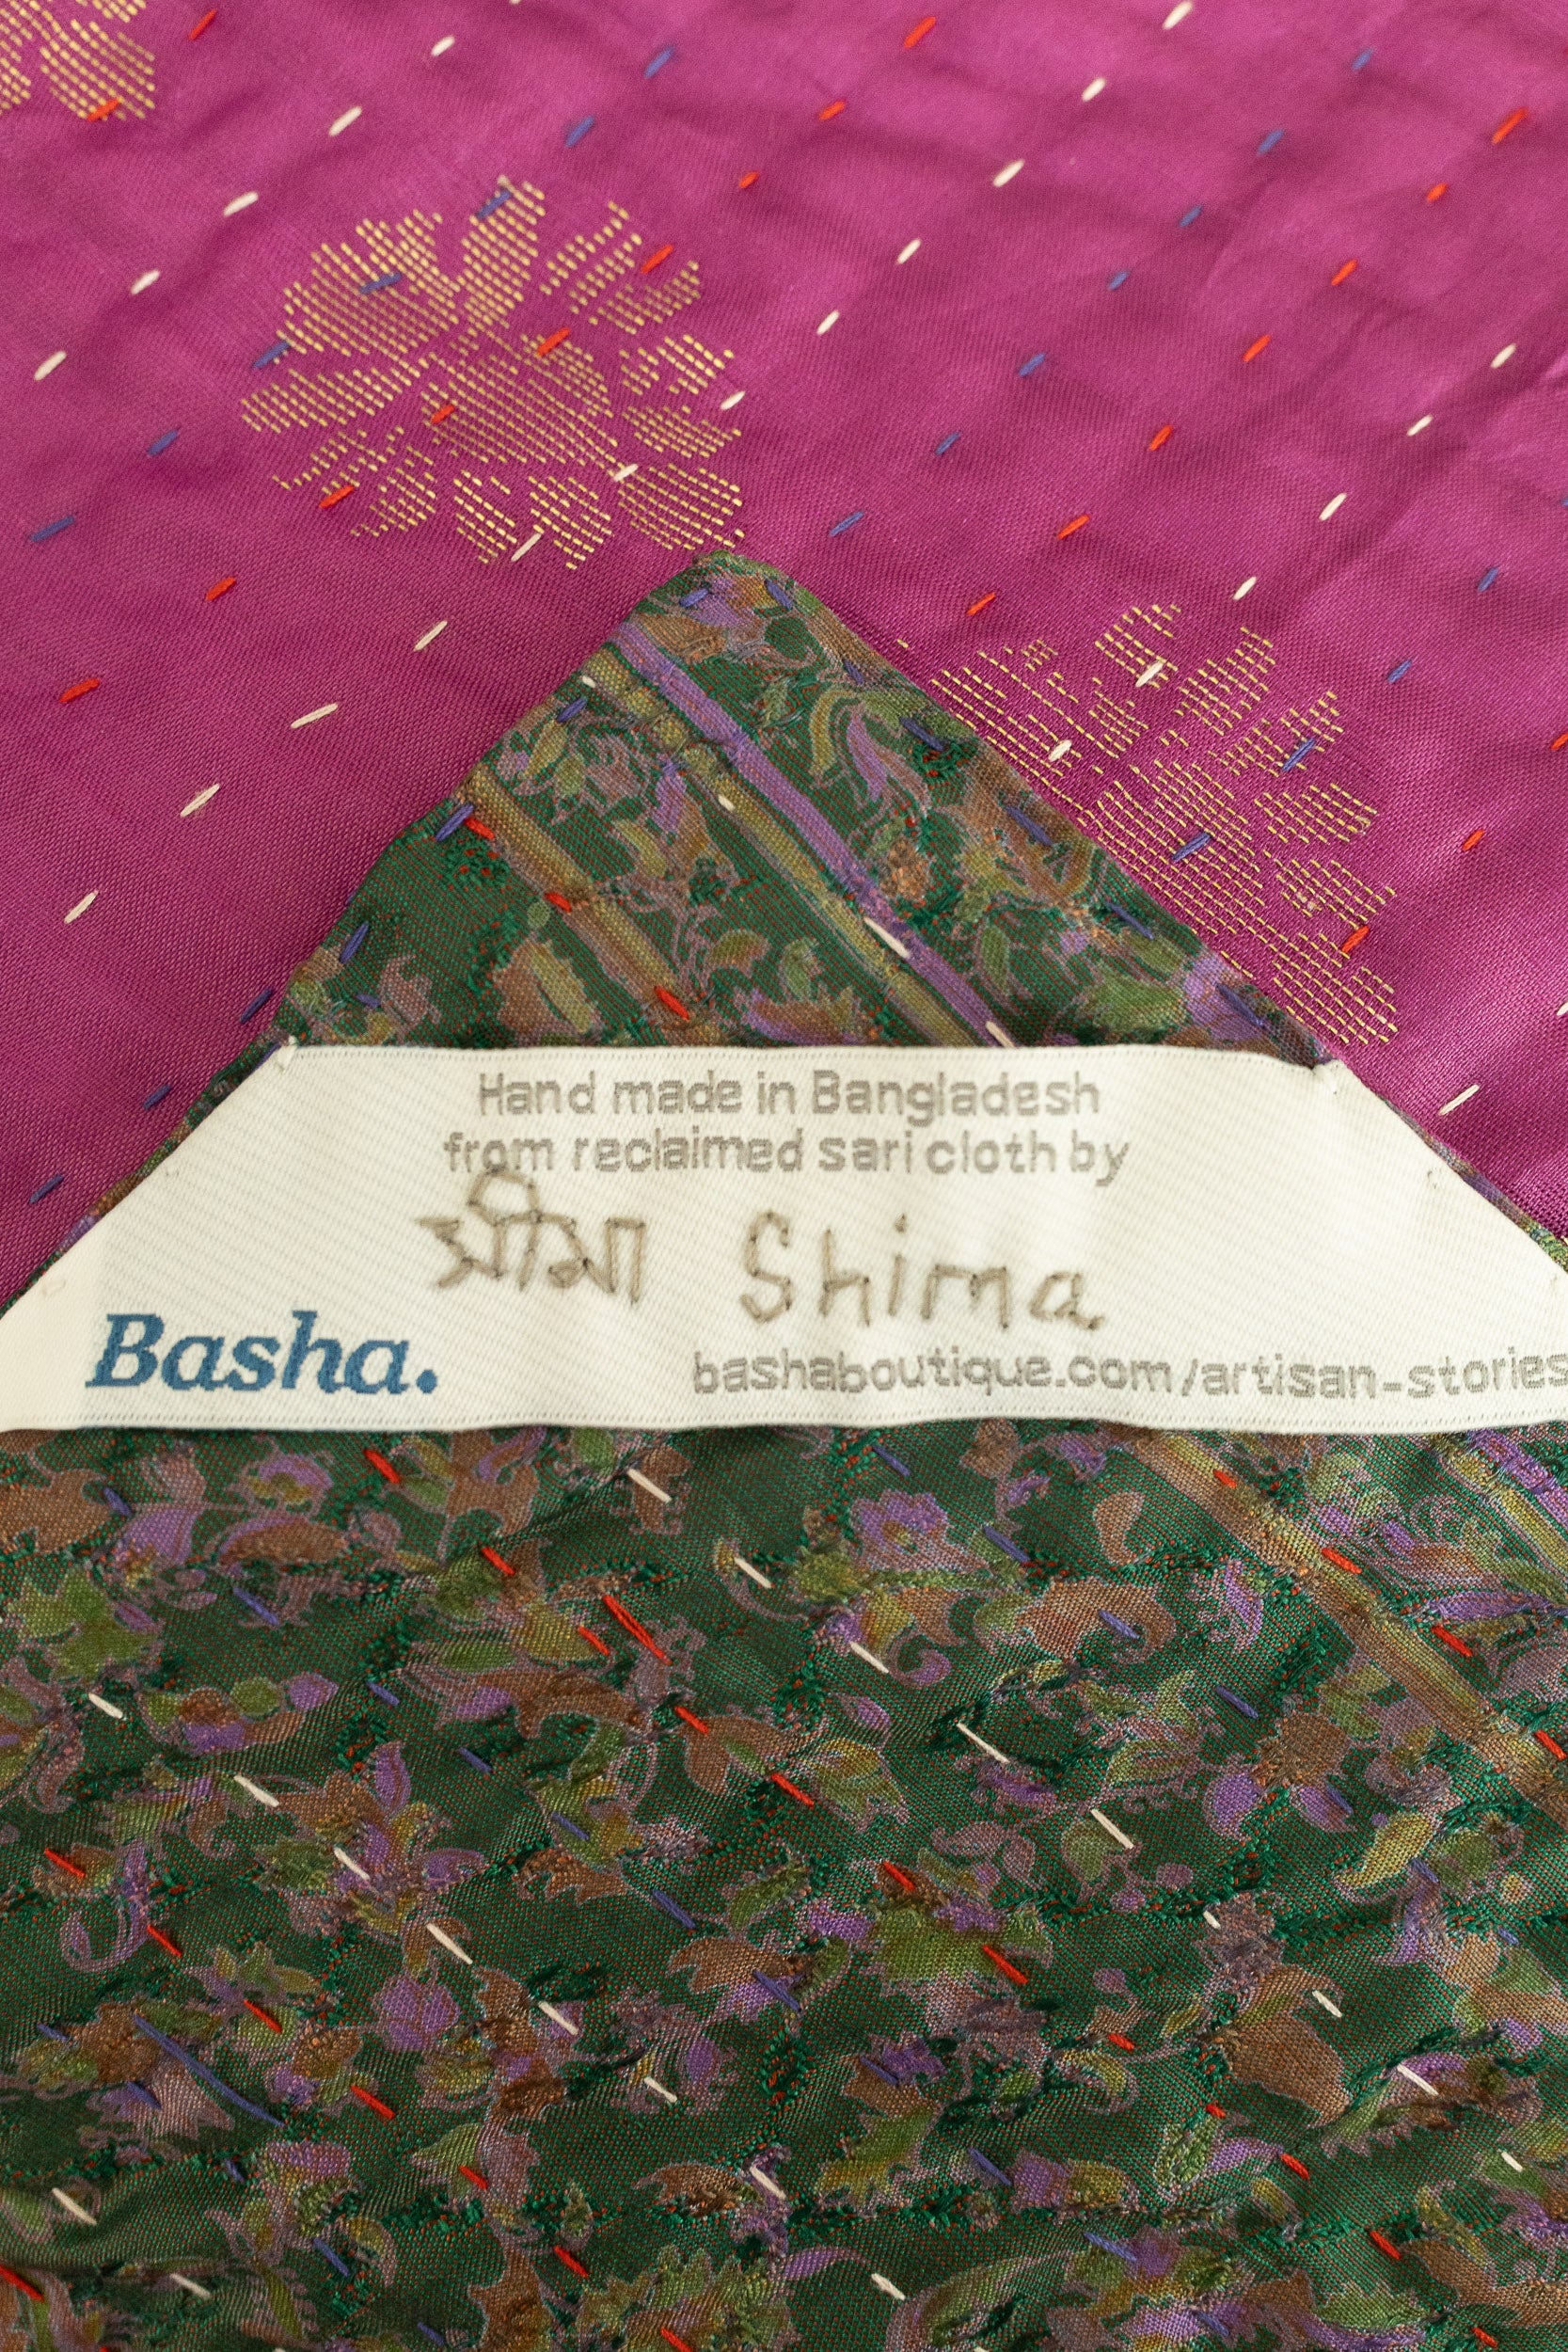 Hand made in Bangladesh
from reclaimed sari cloth by
সীমা Shima
Basha.
bashaboutique.com/artisan-stories